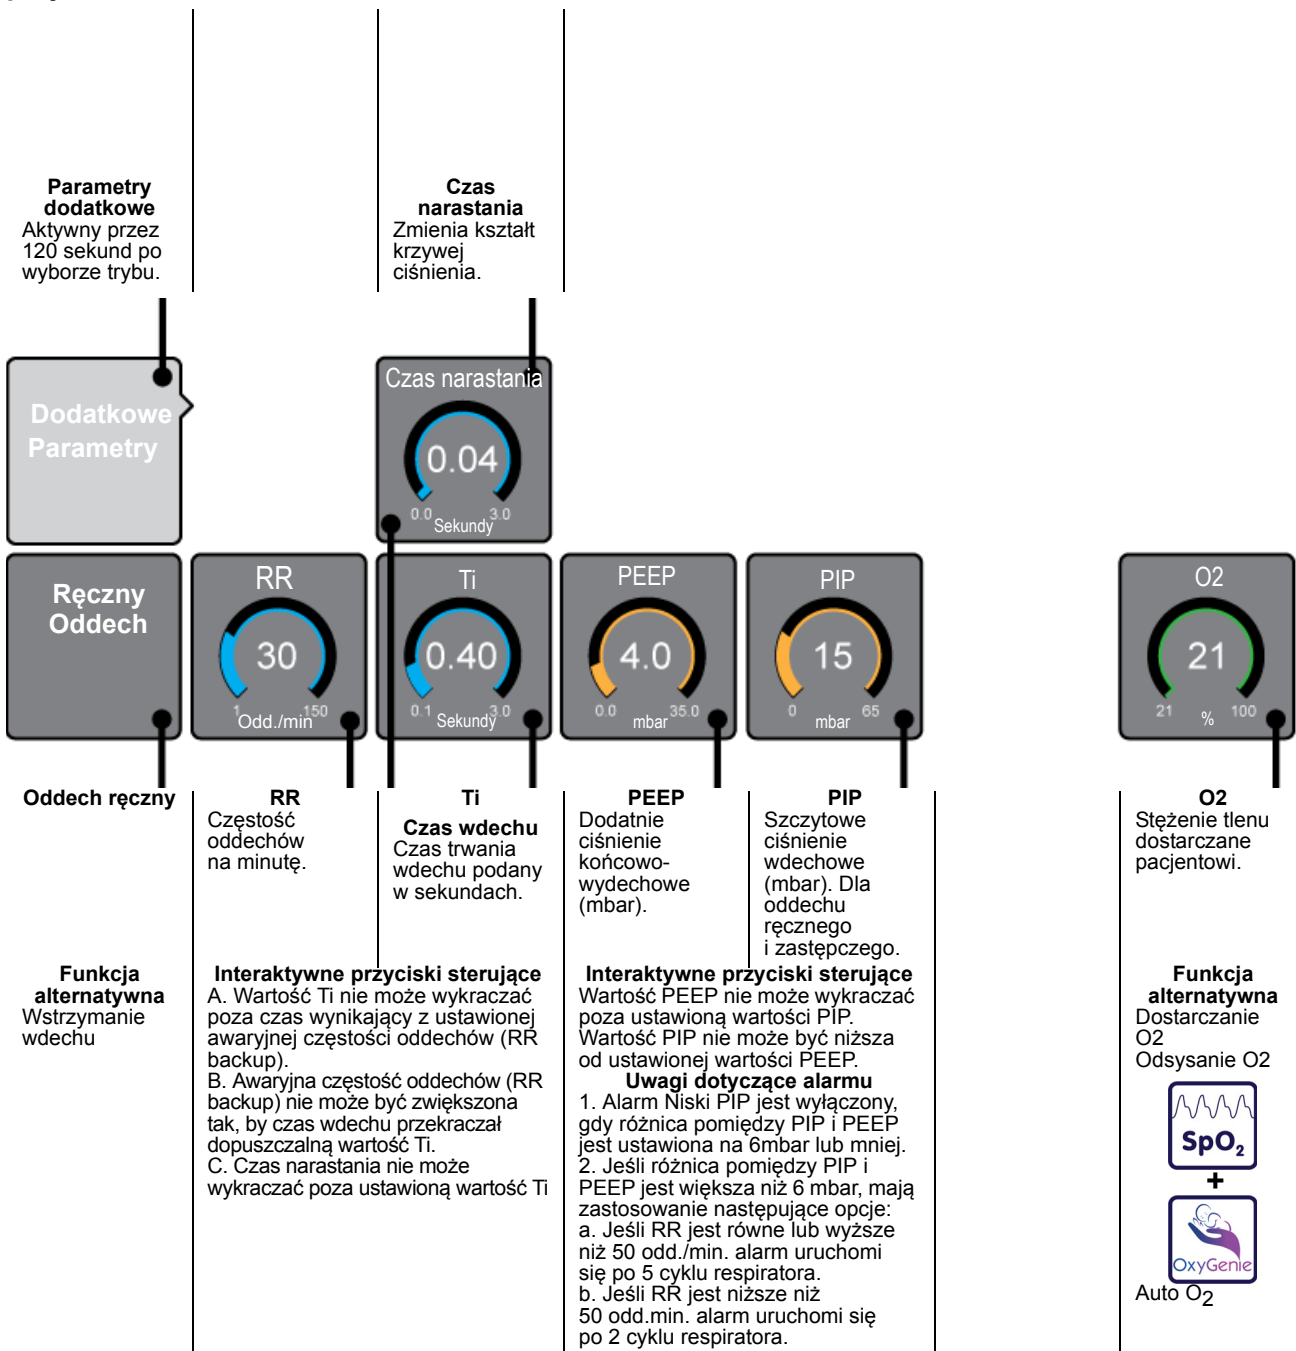 Parametry
dodatkowe
Aktywny przez
120 sekund po
wyborze trybu.
Czas
narastania
Zmienia kształt
krzywej
ciśnienia.
Dodatkowe
Parametry
Czas narastania
0.04
0.0 3.0
Sekundy
Ręczny
Oddech
RR
30
1 150
Odd./min
Ti
0.40
0.1 3.0
Sekundy
PEEP
4.0
0.0 35.0
mbar
PIP
15
0 65
mbar
O2
21
21 100
%
Oddech ręczny
RR
Częstość
oddechów
na minutę.
Ti
Czas wdechu
Czas trwania
wdechu podany
w sekundach.
PEEP
Dodatnie
ciśnienie
końcowo-
wydechowe
(mbar).
PIP
Szczytowe
ciśnienie
wdechowe
(mbar). Dla
oddechu
ręcznego
i zastępczego.
O2
Stężenie tlenu
dostarczane
pacjentowi.
Funkcja
alternatywna
Wstrzymanie
wdechu
Interaktywne przyciski sterujące
A. Wartość Ti nie może wykraczać
poza czas wynikający z ustawionej
awaryjnej częstości oddechów (RR
backup).
B. Awaryjna częstość oddechów (RR
backup) nie może być zwiększona
tak, by czas wdechu przekraczał
dopuszczalną wartość Ti.
C. Czas narastania nie może
wykraczać poza ustawioną wartość Ti
Interaktywne przyciski sterujące
Wartość PEEP nie może wykraczać
poza ustawioną wartości PIP.
Wartość PIP nie może być niższa
od ustawionej wartości PEEP.
Uwagi dotyczące alarmu
1. Alarm Niski PIP jest wyłączony,
gdy różnica pomiędzy PIP i PEEP
jest ustawiona na 6mbar lub mniej.
2. Jeśli różnica pomiędzy PIP i
PEEP jest większa niż 6 mbar, mają
zastosowanie następujące opcje:
a. Jeśli RR jest równe lub wyższe
niż 50 odd./min. alarm uruchomi
się po 5 cyklu respiratora.
b. Jeśli RR jest niższe niż
50 odd.min. alarm uruchomi się
po 2 cyklu respiratora.
Funkcja
alternatywna
Dostarczanie
O2
Odsysanie O2
SpO₂
+
OxyGenie
Auto O₂